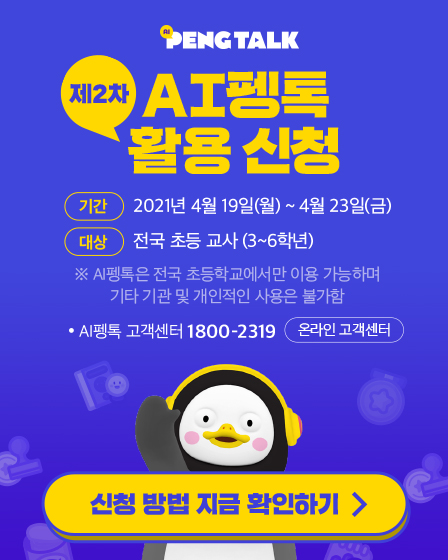 AI PENGTALK
제2차
AI펭톡
활용 신청
기간 2021년 4월 19일(월) ~ 4월 23일(금)
대상 전국 초등 교사 (3~6학년)
※ AI펭톡은 전국 초등학교에서만 이용 가능하며
기타 기관 및 개인적인 사용은 불가함
• AI펭톡 고객센터 1800-2319 온라인 고객센터
신청 방법 지금 확인하기 >